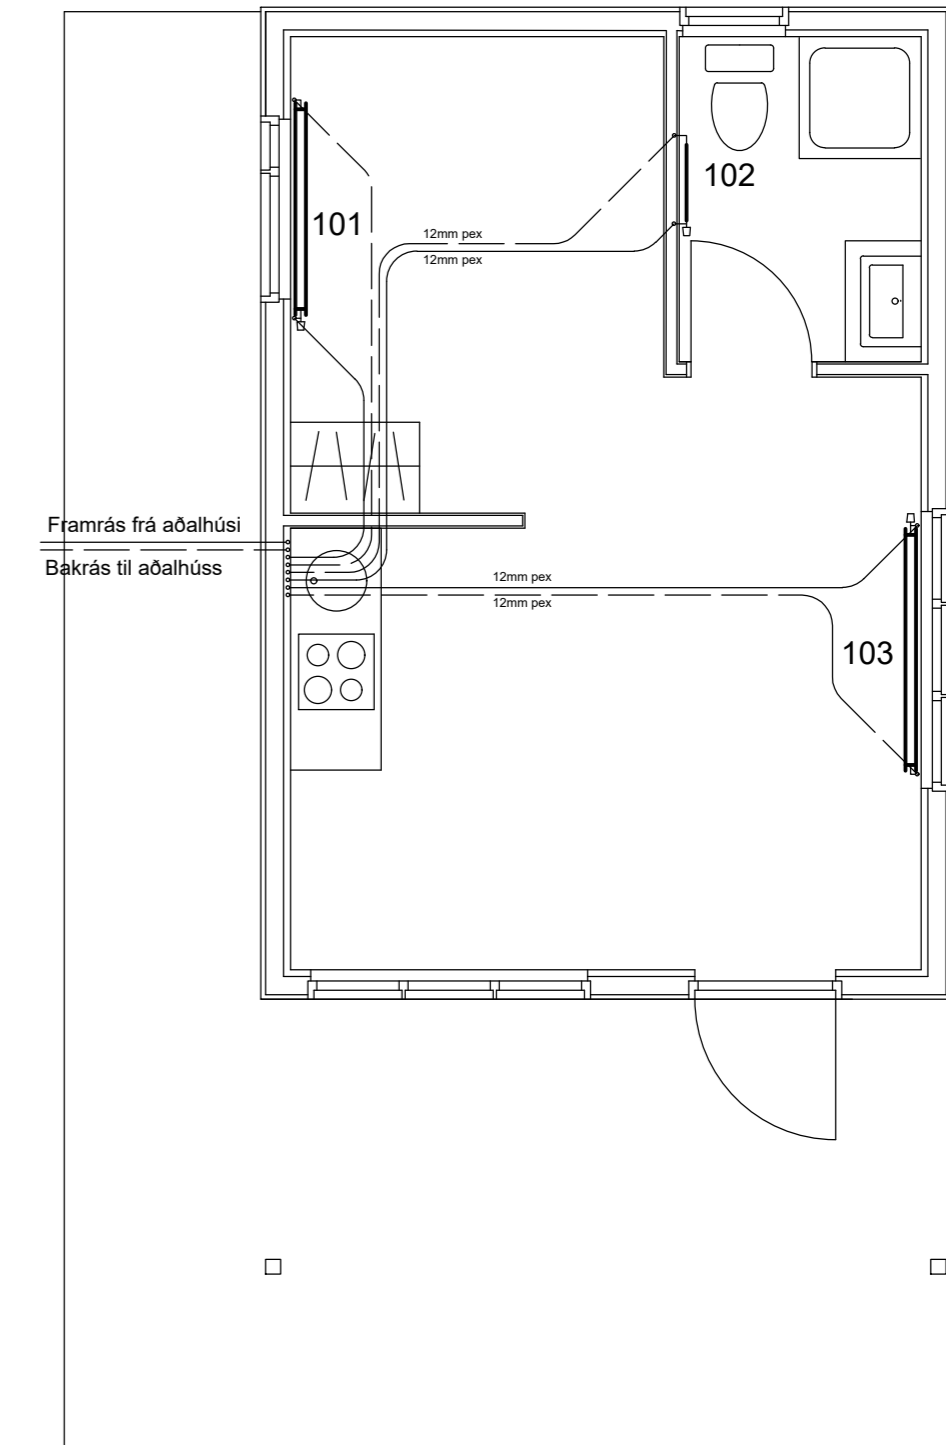 102
101
12mm pex
12mm pex
Framrás frá aðalhúsi
Bakrás til aðalhúss
12mm pex
12mm pex
103